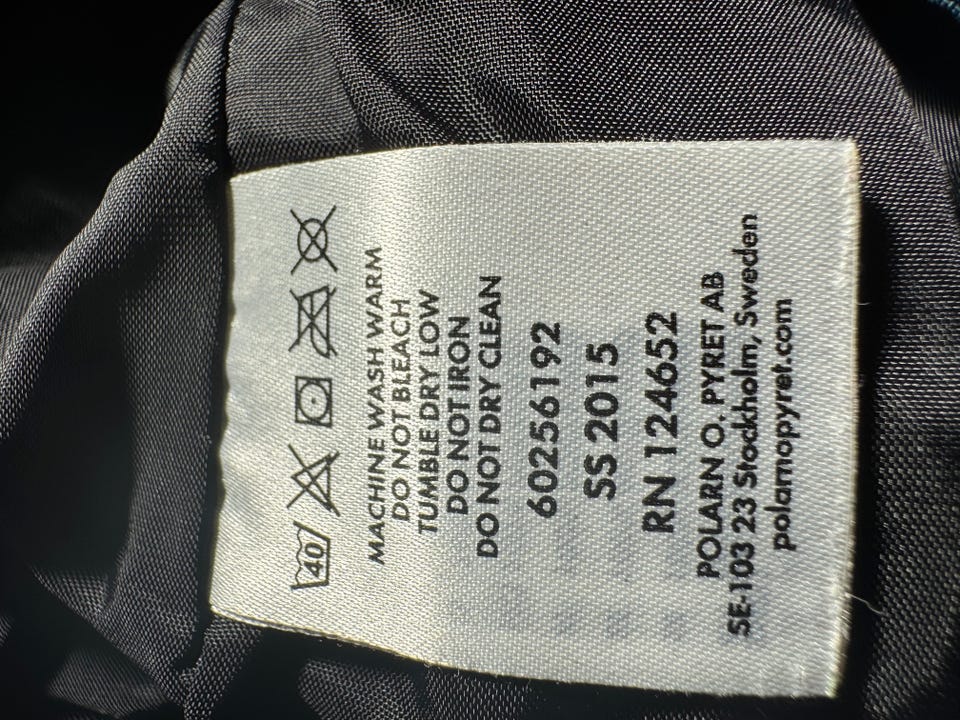 40
MACHINE WASH WARM
DO NOT BLEACH
TUMBLE DRY LOW
DO NOT IRON
DO NOT DRY CLEAN
60256192
SS 2015
RN 124652
POLARN O. PYRET AB
SE-103 23 Stockholm, Sweden
polarnopyret.com